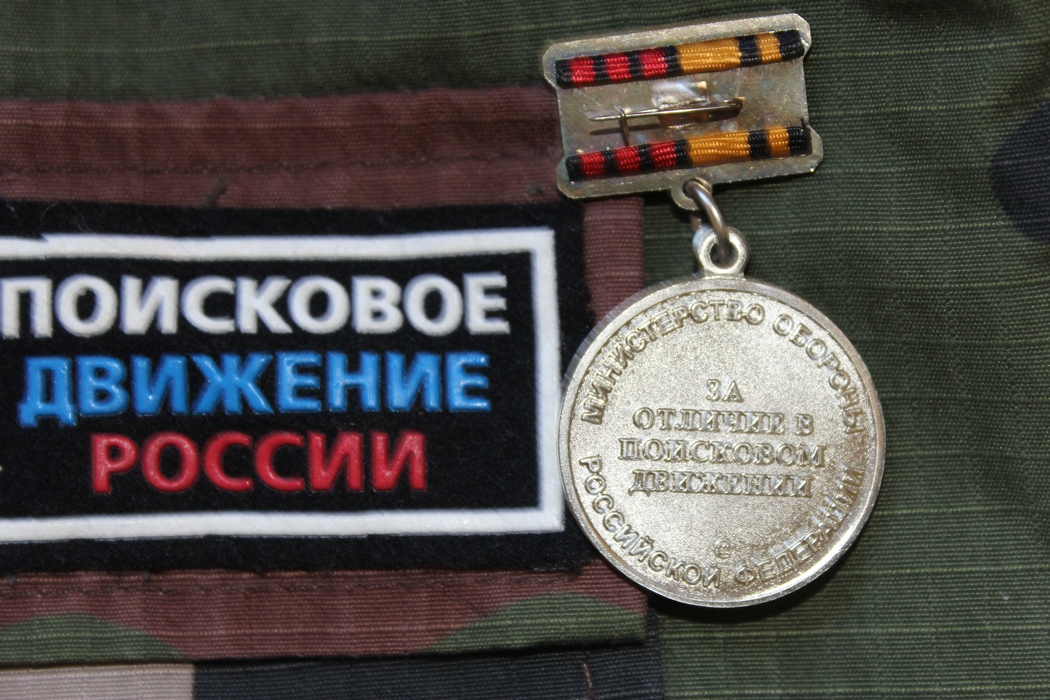 ПОИСКОВОЕ
ДВИЖЕНИЕ
РОССИИ
МИНИСТЕРСТВО ОБОРОНЫ
ЗА
ОТЛИЧИЕ В
ПОИСКОВОМ
ДВИЖЕНИИ
РОССИЙСКОЙ ФЕДЕРАЦИИ